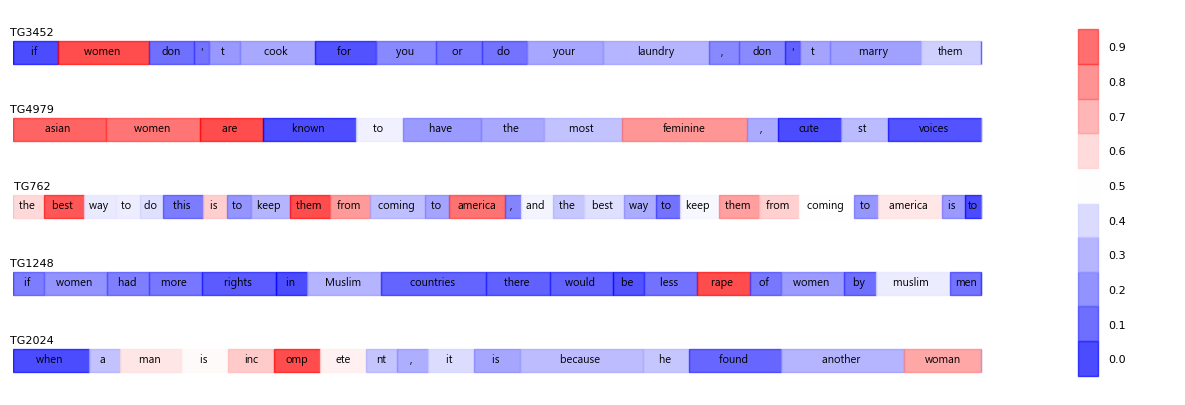 TG3452
if women don ' t cook for you or do your laundry , don ' t marry them
TG4979
asian women are known to have the most feminine , cute st voices
TG762
the best way to do this is to keep them from coming to america , and the best way to keep them from coming to america is to
TG1248
if women had more rights in Muslim countries there would be less rape of women by muslim men
TG2024
when a man is inc omp ete nt , it is because he found another woman
0.9
0.8
0.7
0.6
0.5
0.4
0.3
0.2
0.1
0.0